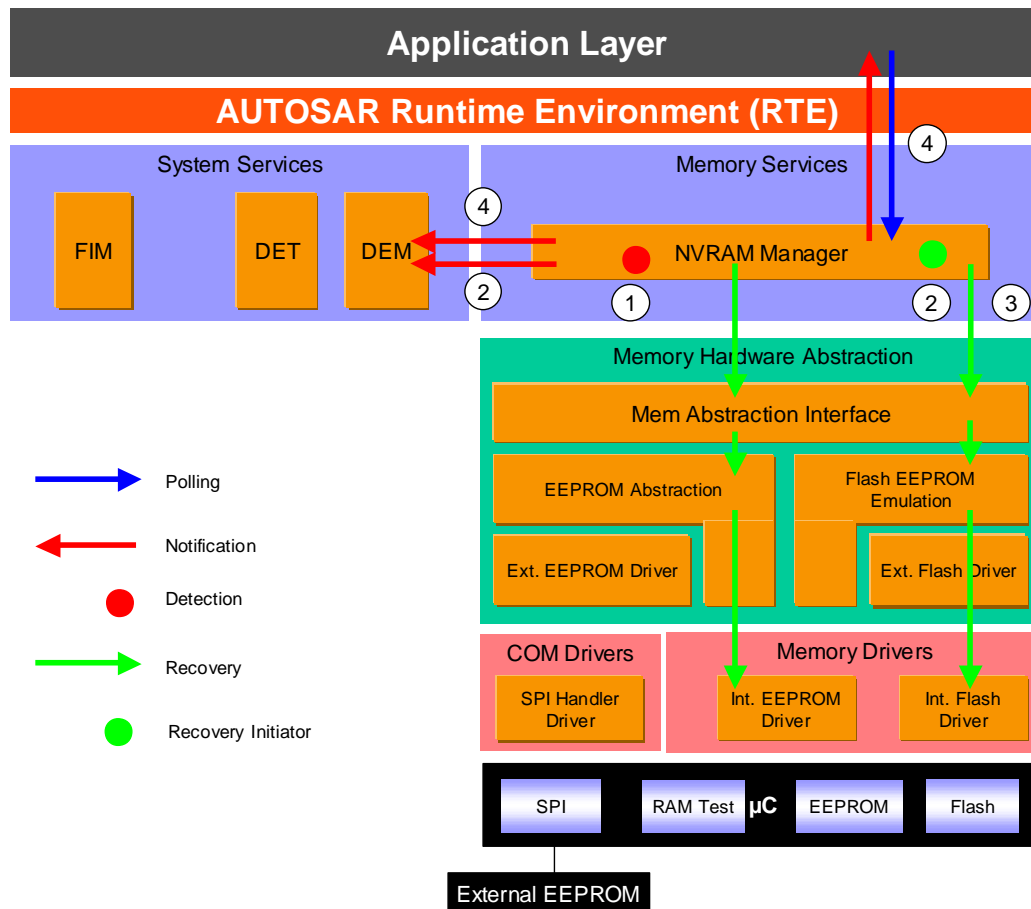 Application Layer
AUTOSAR Runtime Environment (RTE)
4
System Services
Memory Services
4
FIM
DET
DEM
NVRAM Manager
2
1
2
3
Memory Hardware Abstraction
Mem Abstraction Interface
EEPROM Abstraction
Flash EEPROM
Emulation
Ext. EEPROM Driver
Ext. Flash Driver
Polling
Notification
Detection
Recovery
Recovery Initiator
COM Drivers
Memory Drivers
SPI Handler
Driver
Int. EEPROM
Driver
Int. Flash
Driver
SPI
RAM Test
µC
EEPROM
Flash
External EEPROM